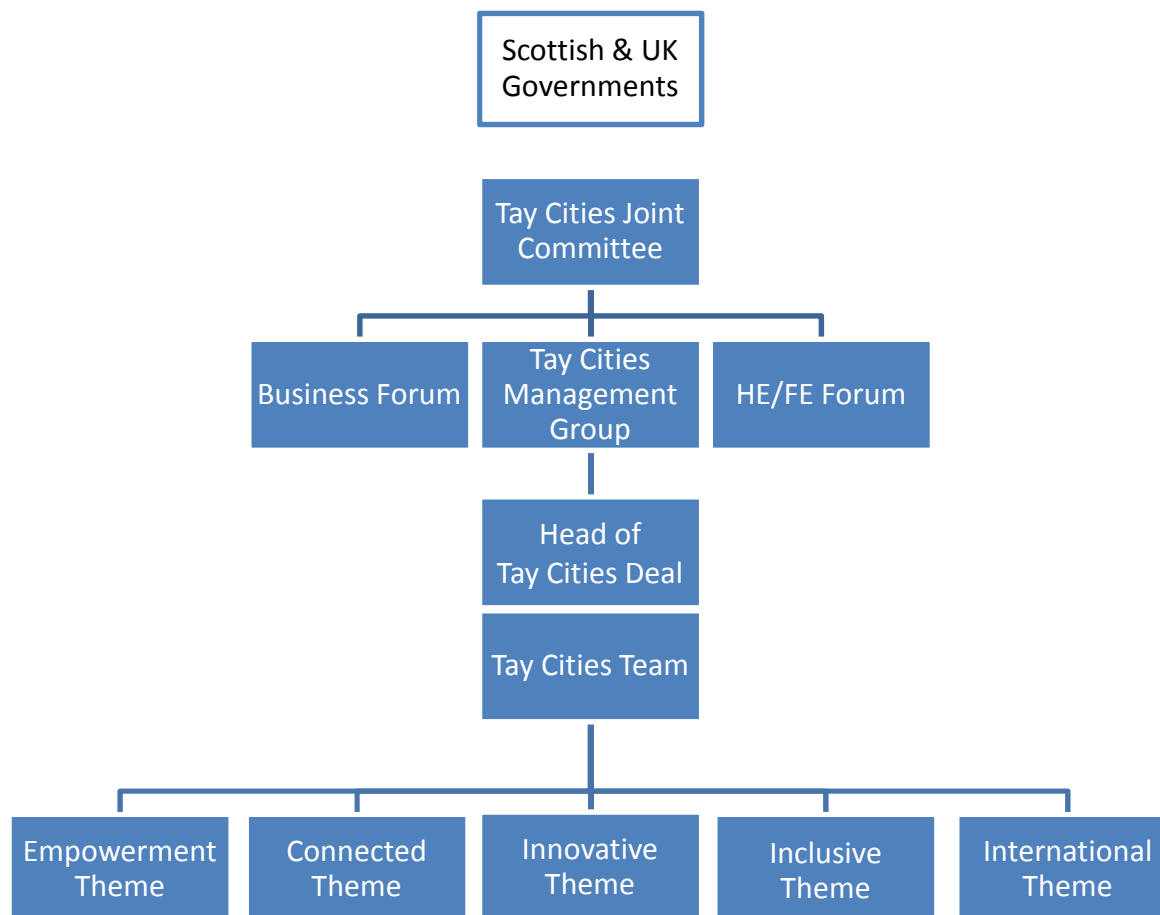 Scottish & UK
Governments
Tay Cities Joint
Committee
Business Forum
Tay Cities
Management
Group
HE/FE Forum
Head of
Tay Cities Deal
Tay Cities Team
Empowerment
Theme
Connected
Theme
Innovative
Theme
Inclusive
Theme
International
Theme